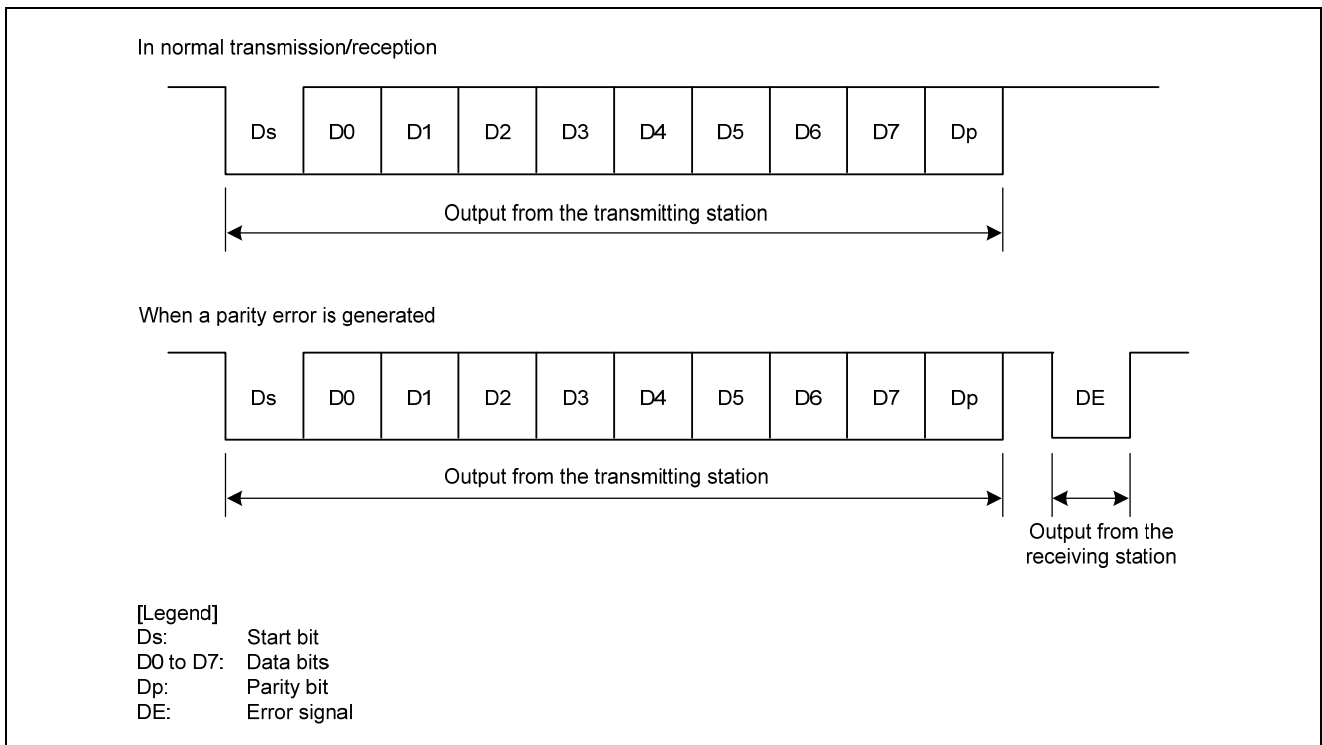 In normal transmission/reception
Ds D0 D1 D2 D3 D4 D5 D6 D7 Dp
Output from the transmitting station
When a parity error is generated
Ds D0 D1 D2 D3 D4 D5 D6 D7 Dp DE
Output from the transmitting station
Output from the
receiving station
[Legend]
Ds: Start bit
D0 to D7: Data bits
Dp: Parity bit
DE: Error signal